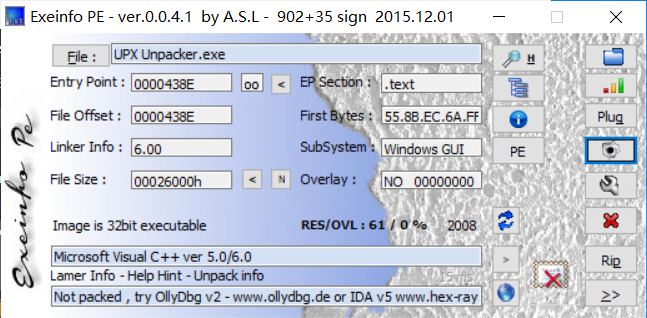 Exeinfo PE - ver.0.0.4.1 by A.S.L - 902+35 sign 2015.12.01
File : UPX Unpacker.exe H
Entry Point : 0000438E oo < EP Section : .text
File Offset : 0000438E First Bytes : 55.8B.EC.6A.FF Plug
Linker Info : 6.00 SubSystem : Windows GUI PE
File Size : 00026000h < N Overlay : NO 00000000
Image is 32bit executable RES/OVL : 61 / 0 % 2008
Microsoft Visual C++ ver 5.0/6.0 > Rip
Lamer Info - Help Hint - Unpack info
Not packed , try OllyDbg v2 - www.ollydbg.de or IDA v5 www.hex-ray >>
Exeinfo Pe